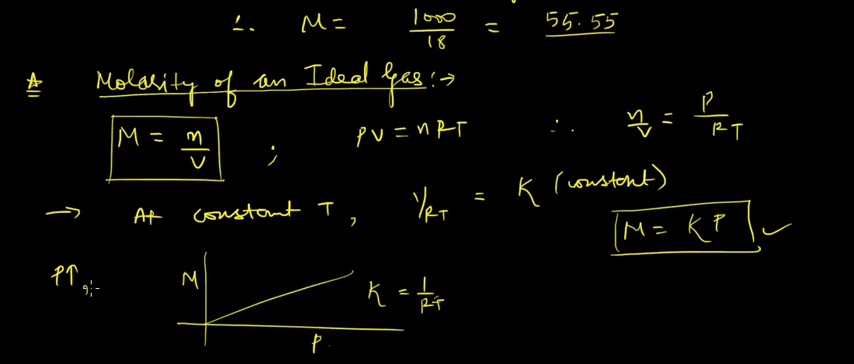 ∴ M = 1000/18 = 55.55
* Molarity of an Ideal Gas :→
M = n/V ; PV = nRT ∴ n/V = P/RT
→ At constant T, 1/RT = K (constant)
M = KP ✓
P↑
M K = 1/RT
P